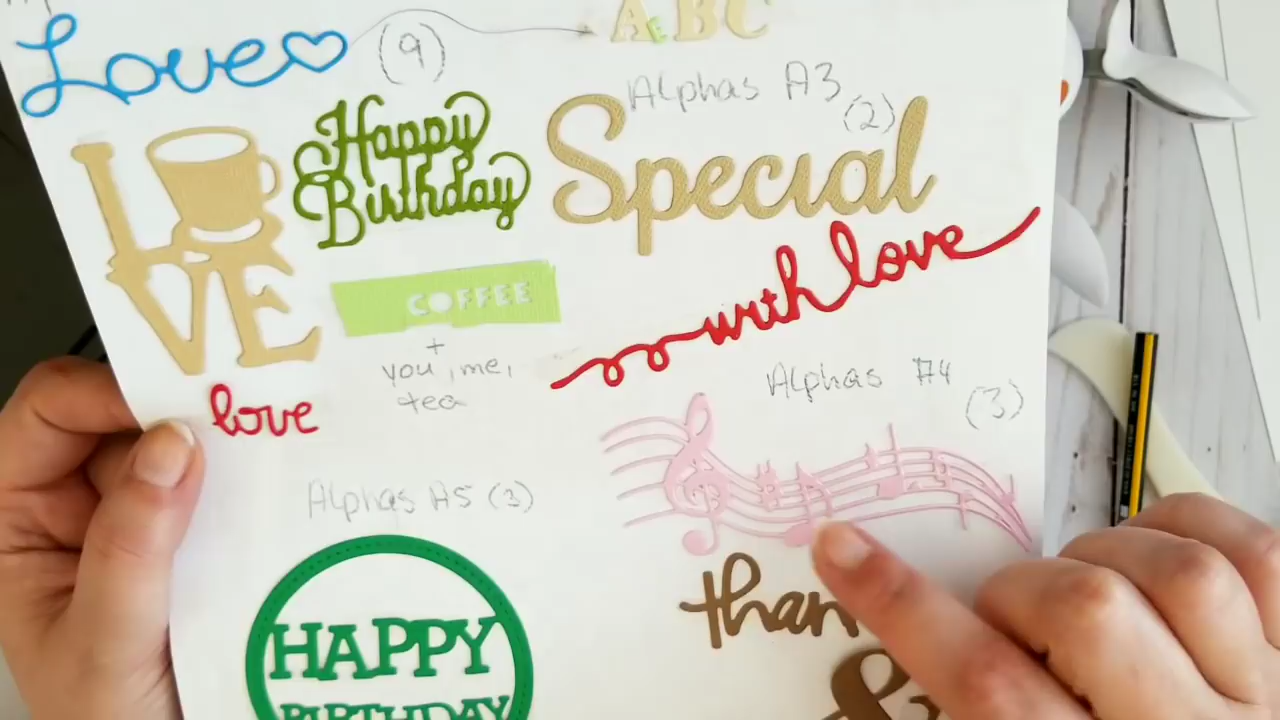 Love
(9)
A E B C
Alphas A3
(2)
LOVE
Happy
Birthday
Special
COFFEE
with love
+
you, me,
tea
love
Alphas A4
(3)
Alphas A5 (3)
HAPPY
BIRTHDAY
&